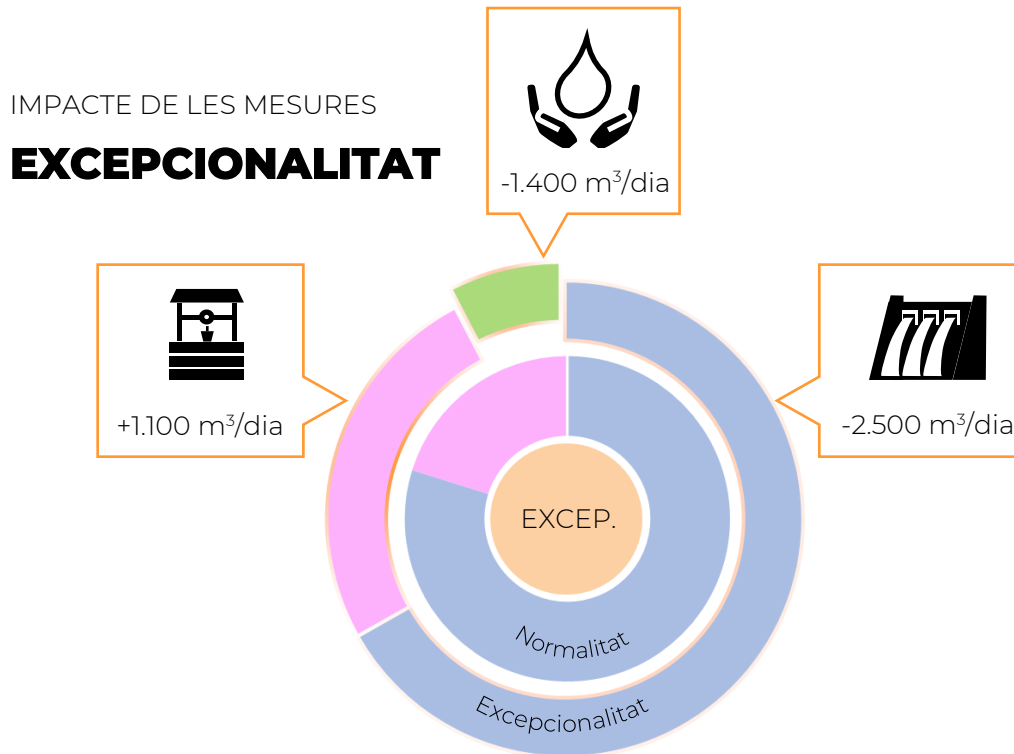 IMPACTE DE LES MESURES
EXCEPCIONALITAT
-1.400 m³/dia
+1.100 m³/dia
-2.500 m³/dia
EXCEP.
Normalitat
Excepcionalitat